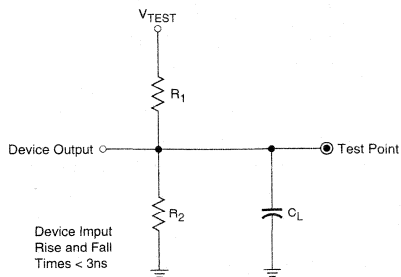 VTEST
R1
Device Output
Test Point
R2
CL
Device Imput
Rise and Fall
Times < 3ns